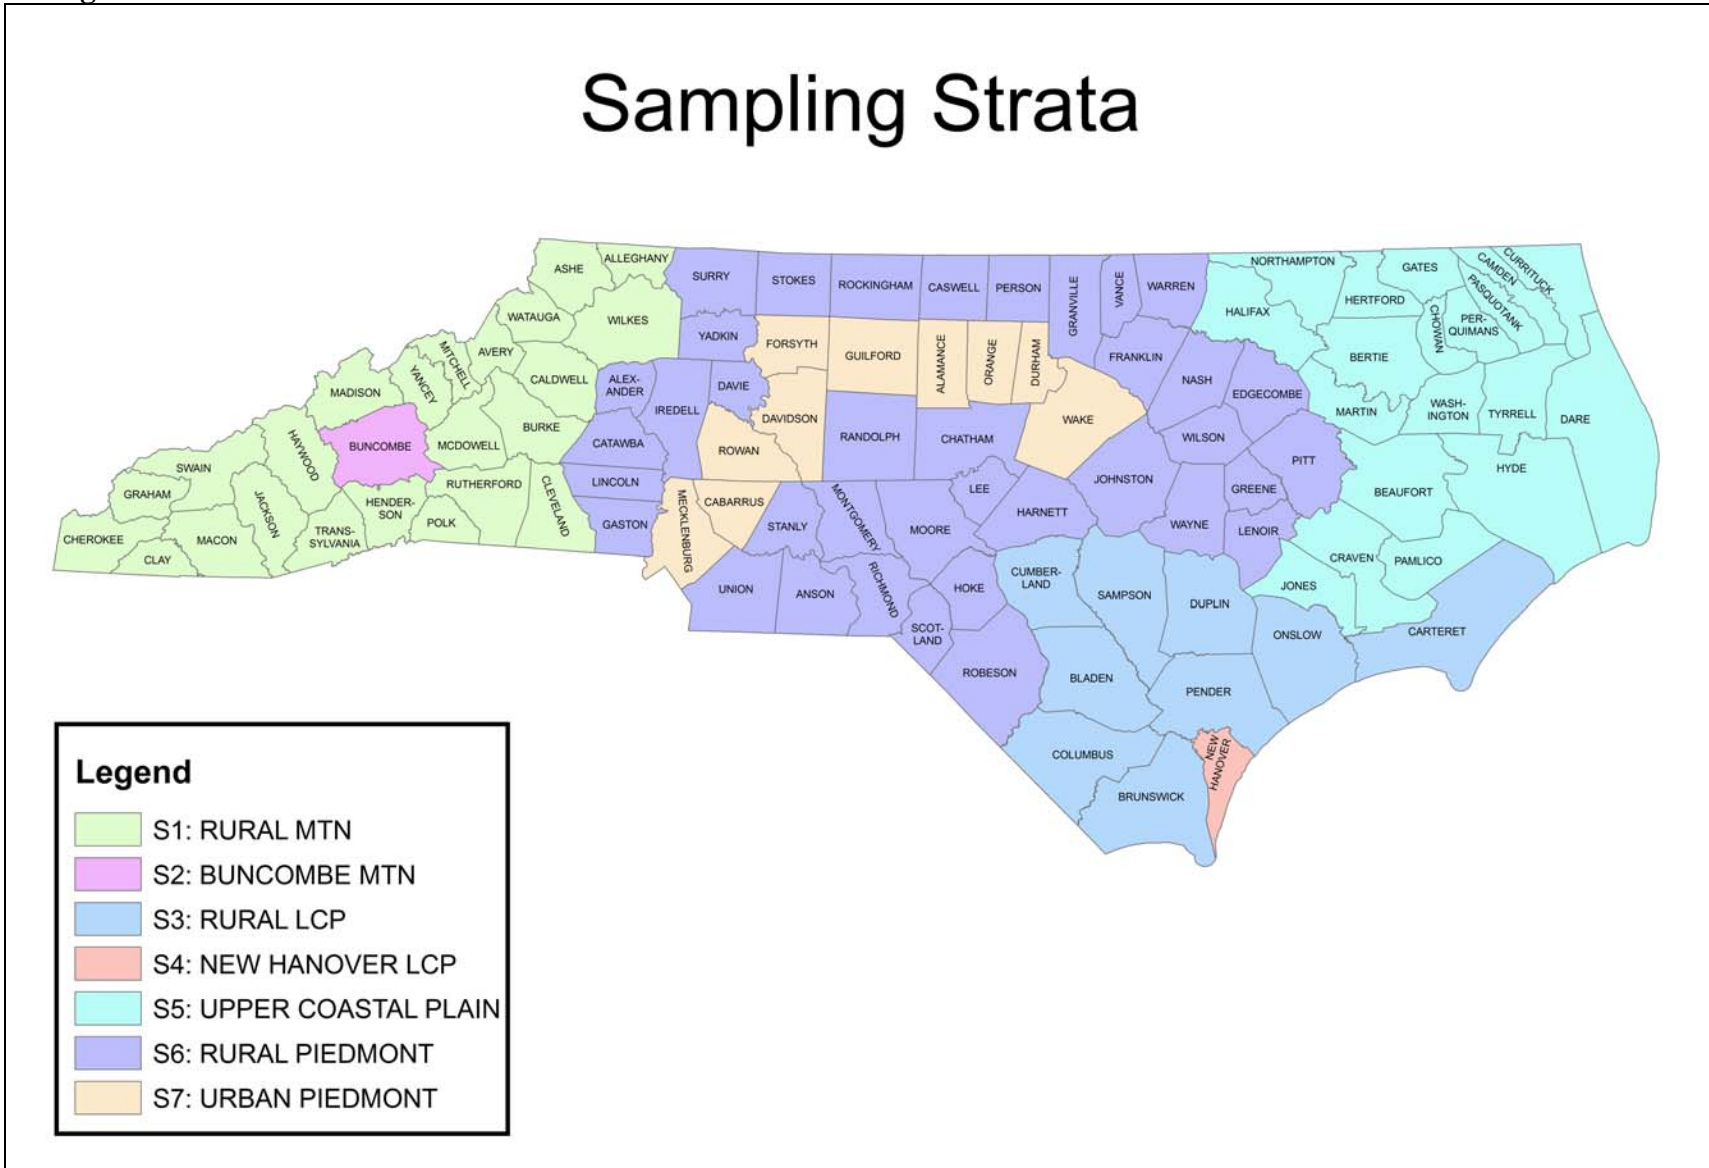 Sampling Strata
ASHE
ALLEGHANY
SURRY
STOKES
ROCKINGHAM
CASWELL
PERSON
GRANVILLE
VANCE
WARREN
NORTHAMPTON
GATES
CAMDEN
CURRITUCK
HERTFORD
PASQUOTANK
HALIFAX
CHOWAN
PER-
QUIMANS
WATAUGA
WILKES
YADKIN
FORSYTH
GUILFORD
ALAMANCE
ORANGE
DURHAM
FRANKLIN
BERTIE
MITCHELL
AVERY
YANCEY
CALDWELL
ALEX-
ANDER
IREDELL
DAVIE
DAVIDSON
NASH
EDGECOMBE
MADISON
MARTIN
WASH-
INGTON
TYRRELL
DARE
WAKE
BURKE
MCDOWELL
BUNCOMBE
HAYWOOD
CATAWBA
ROWAN
RANDOLPH
CHATHAM
WILSON
PITT
SWAIN
HYDE
GRAHAM
JACKSON
HENDER-
SON
RUTHERFORD
CLEVELAND
LINCOLN
MECKLENBURG
CABARRUS
MONTGOMERY
LEE
JOHNSTON
GREENE
BEAUFORT
CHEROKEE
CLAY
MACON
TRANS-
SYLVANIA
POLK
GASTON
STANLY
MOORE
HARNETT
WAYNE
LENOIR
CRAVEN
PAMLICO
UNION
ANSON
RICHMOND
HOKE
CUMBER-
LAND
SAMPSON
DUPLIN
JONES
SCOT-
LAND
ONSLOW
CARTERET
ROBESON
BLADEN
PENDER
COLUMBUS
NEW
HANOVER
BRUNSWICK
Legend
S1: RURAL MTN
S2: BUNCOMBE MTN
S3: RURAL LCP
S4: NEW HANOVER LCP
S5: UPPER COASTAL PLAIN
S6: RURAL PIEDMONT
S7: URBAN PIEDMONT